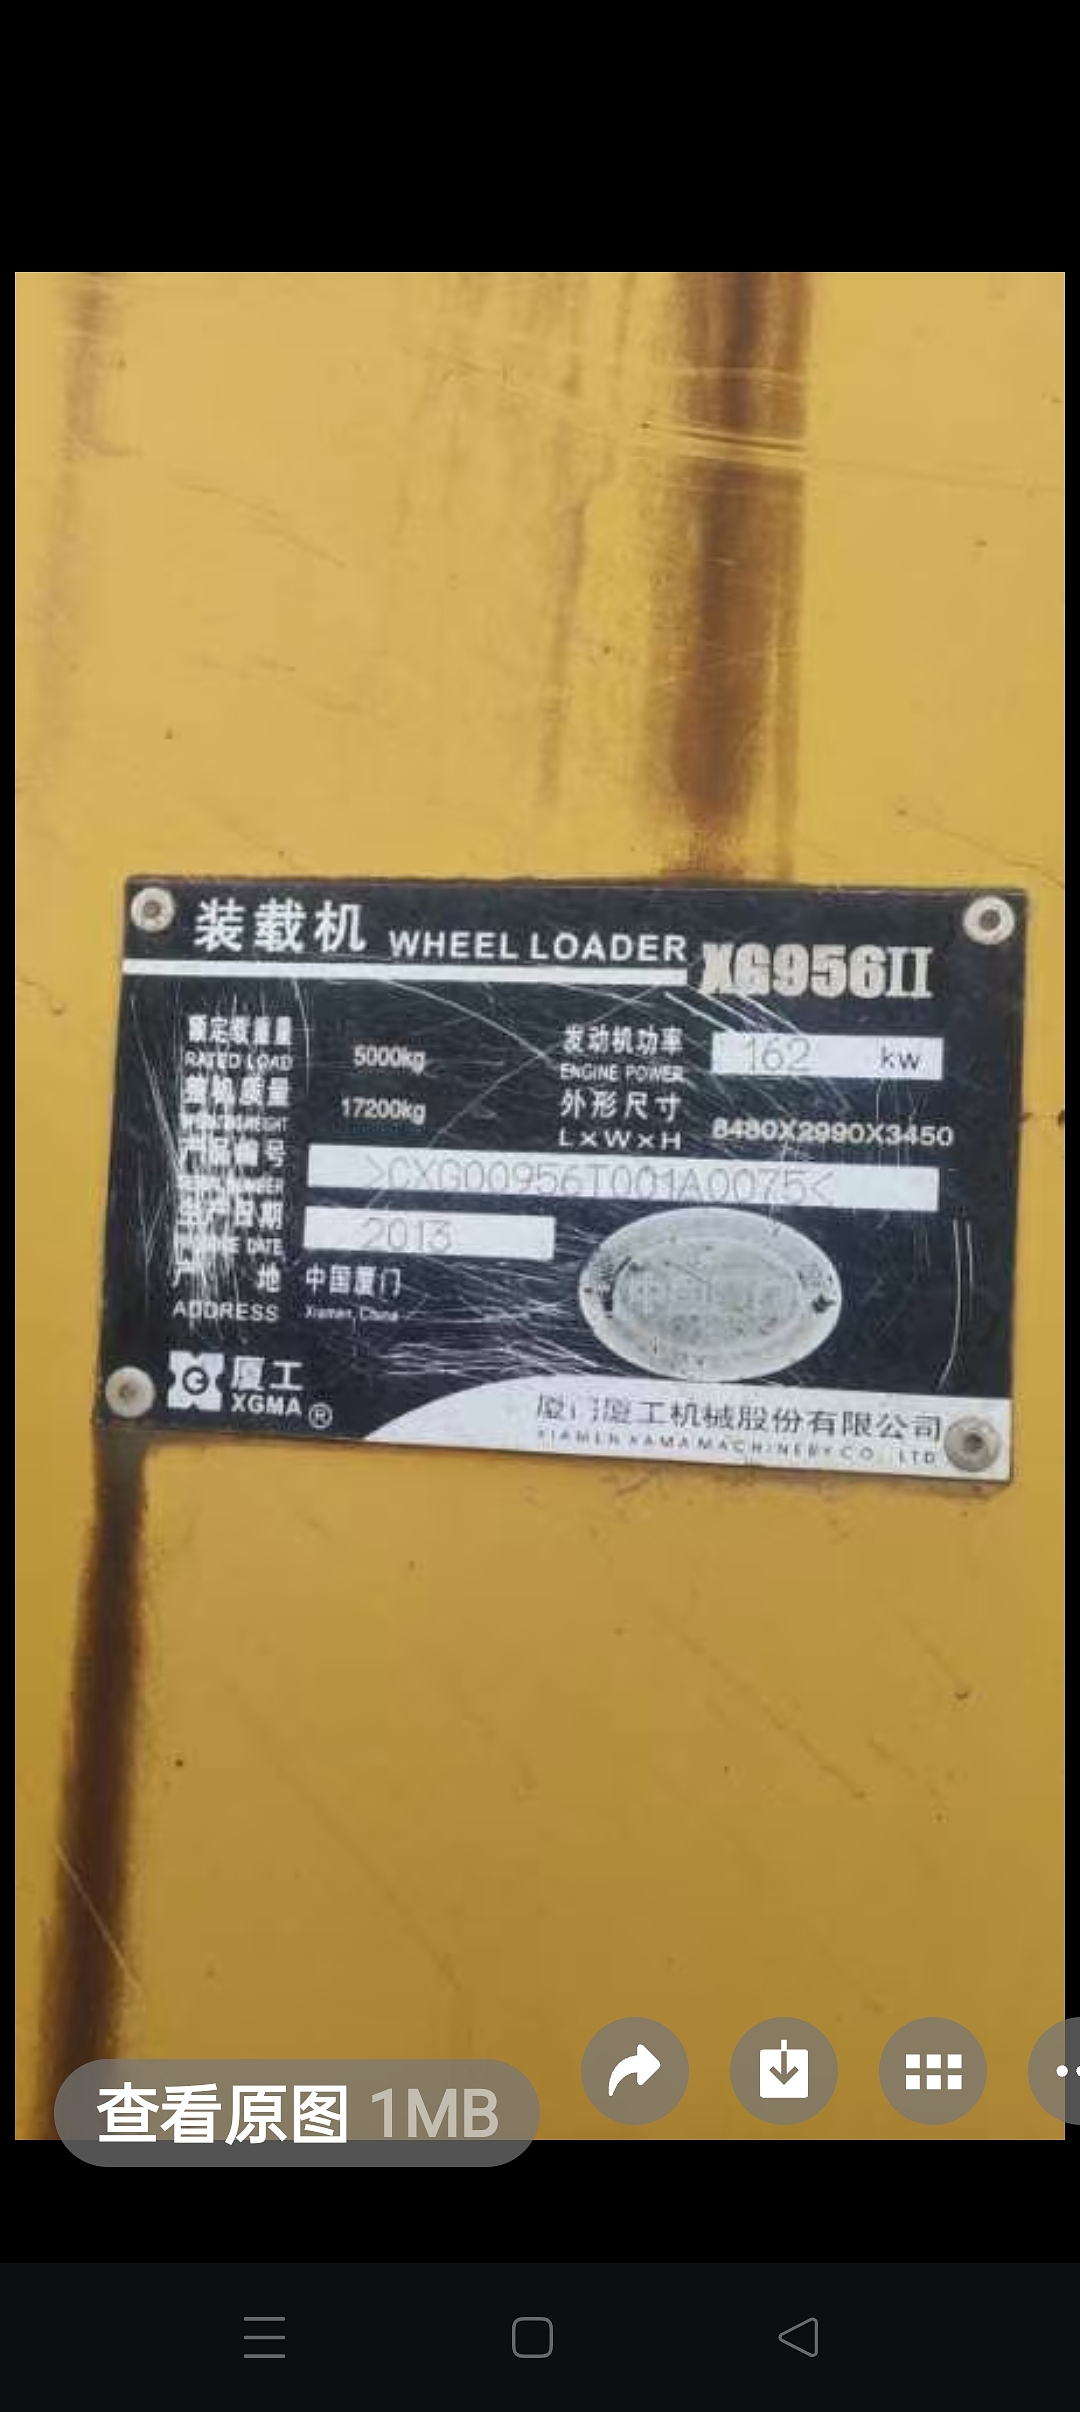 装载机 WHEEL LOADER XG956II
额定载重量 RATED LOAD 5000kg
发动机功率 ENGINE POWER 162 kw
整机质量 17200kg
外形尺寸 L×W×H 8480X2990X3450
产品编号 >CXG00956T001A0075<
生产日期 DATE 2013
产 地 中国厦门
ADDRESS Xiamen, China
厦工
XGMA ®
厦门厦工机械股份有限公司
XIAMEN XAMA MACHINERY CO. LTD
查看原图 1MB